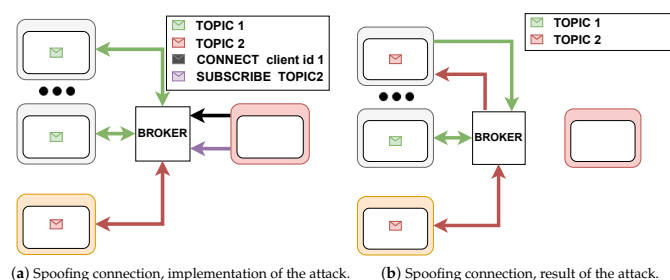 TOPIC 1
TOPIC 2
CONNECT client id 1
SUBSCRIBE TOPIC2
BROKER
(a) Spoofing connection, implementation of the attack.
TOPIC 1
TOPIC 2
BROKER
(b) Spoofing connection, result of the attack.